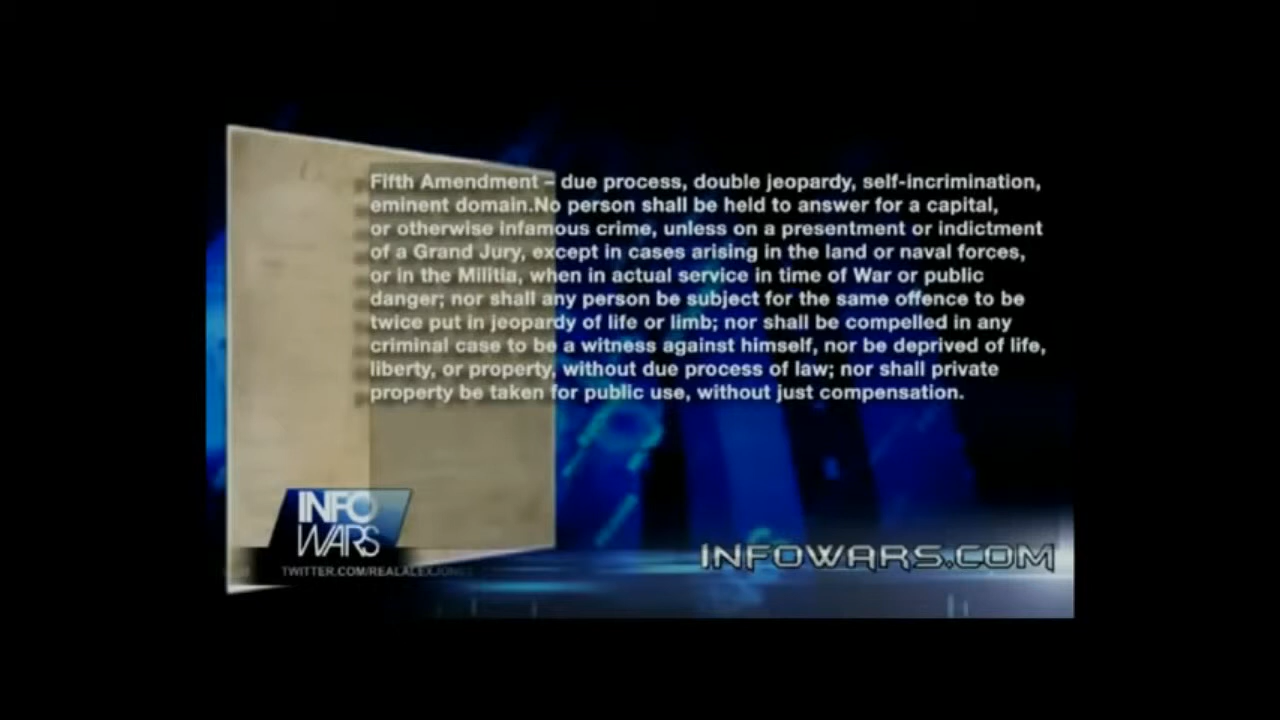 Fifth Amendment – due process, double jeopardy, self-incrimination,
eminent domain.No person shall be held to answer for a capital,
or otherwise infamous crime, unless on a presentment or indictment
of a Grand Jury, except in cases arising in the land or naval forces,
or in the Militia, when in actual service in time of War or public
danger; nor shall any person be subject for the same offence to be
twice put in jeopardy of life or limb; nor shall be compelled in any
criminal case to be a witness against himself, nor be deprived of life,
liberty, or property, without due process of law; nor shall private
property be taken for public use, without just compensation.
INFO
WARS
INFOWARS.COM
TWITTER.COM/REALALEXJONES